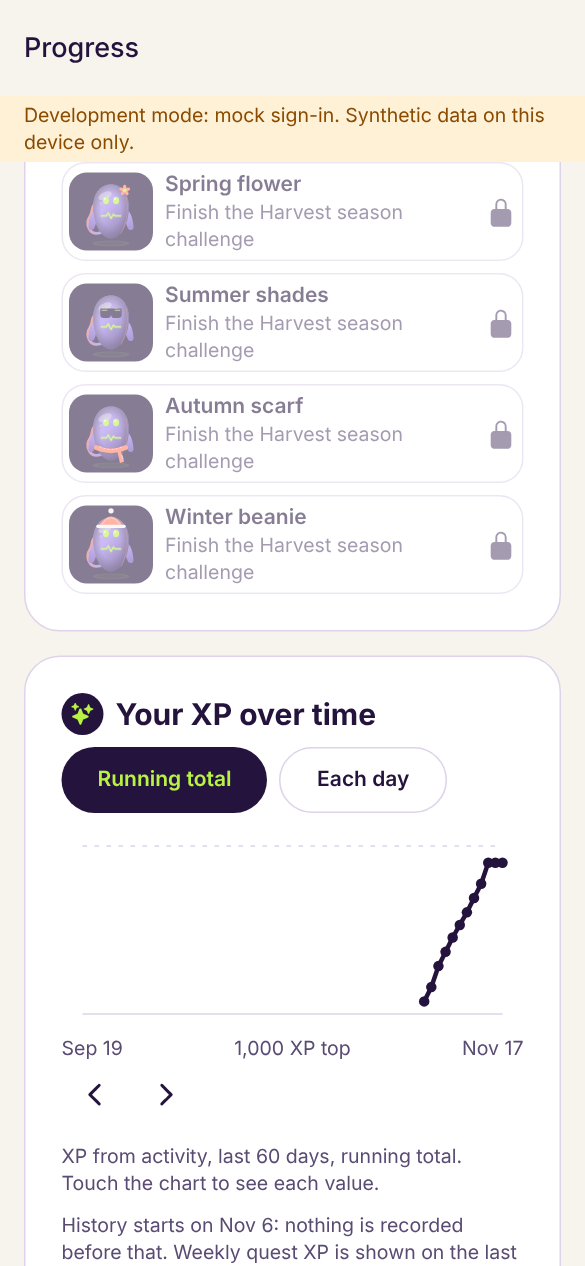 Progress
Development mode: mock sign-in. Synthetic data on this
device only.
Spring flower
Finish the Harvest season
challenge
Summer shades
Finish the Harvest season
challenge
Autumn scarf
Finish the Harvest season
challenge
Winter beanie
Finish the Harvest season
challenge
Your XP over time
Running total
Each day
Sep 19
1,000 XP top
Nov 17
XP from activity, last 60 days, running total.
Touch the chart to see each value.
History starts on Nov 6: nothing is recorded
before that. Weekly quest XP is shown on the last